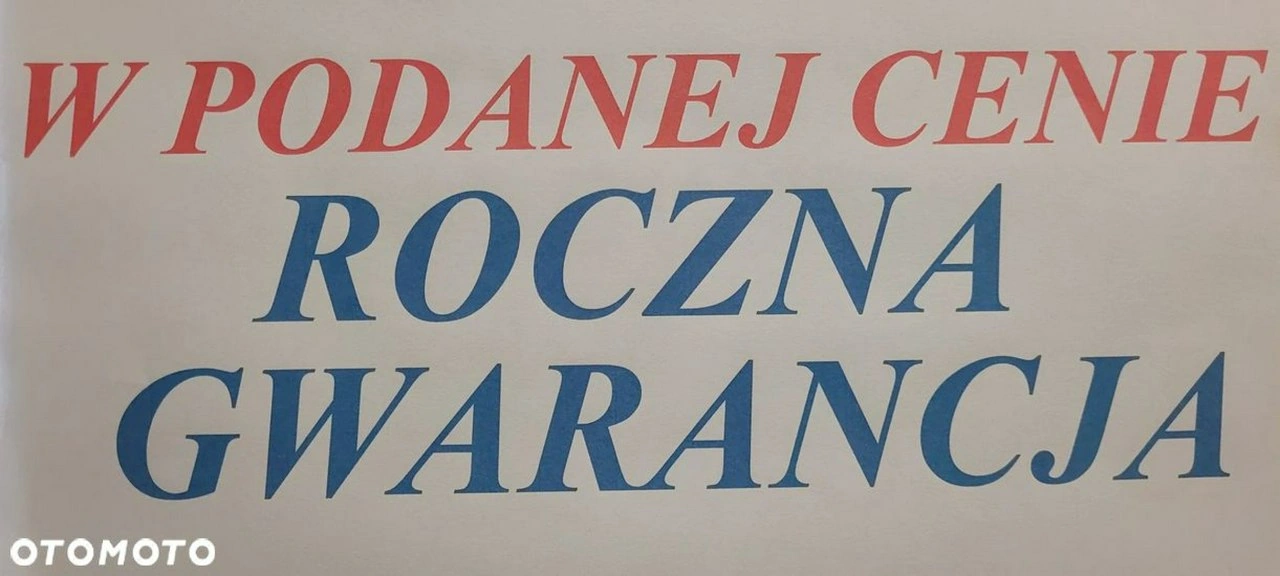 W PODANEJ CENIE
ROCZNA
GWARANCJA
OTOMOTO